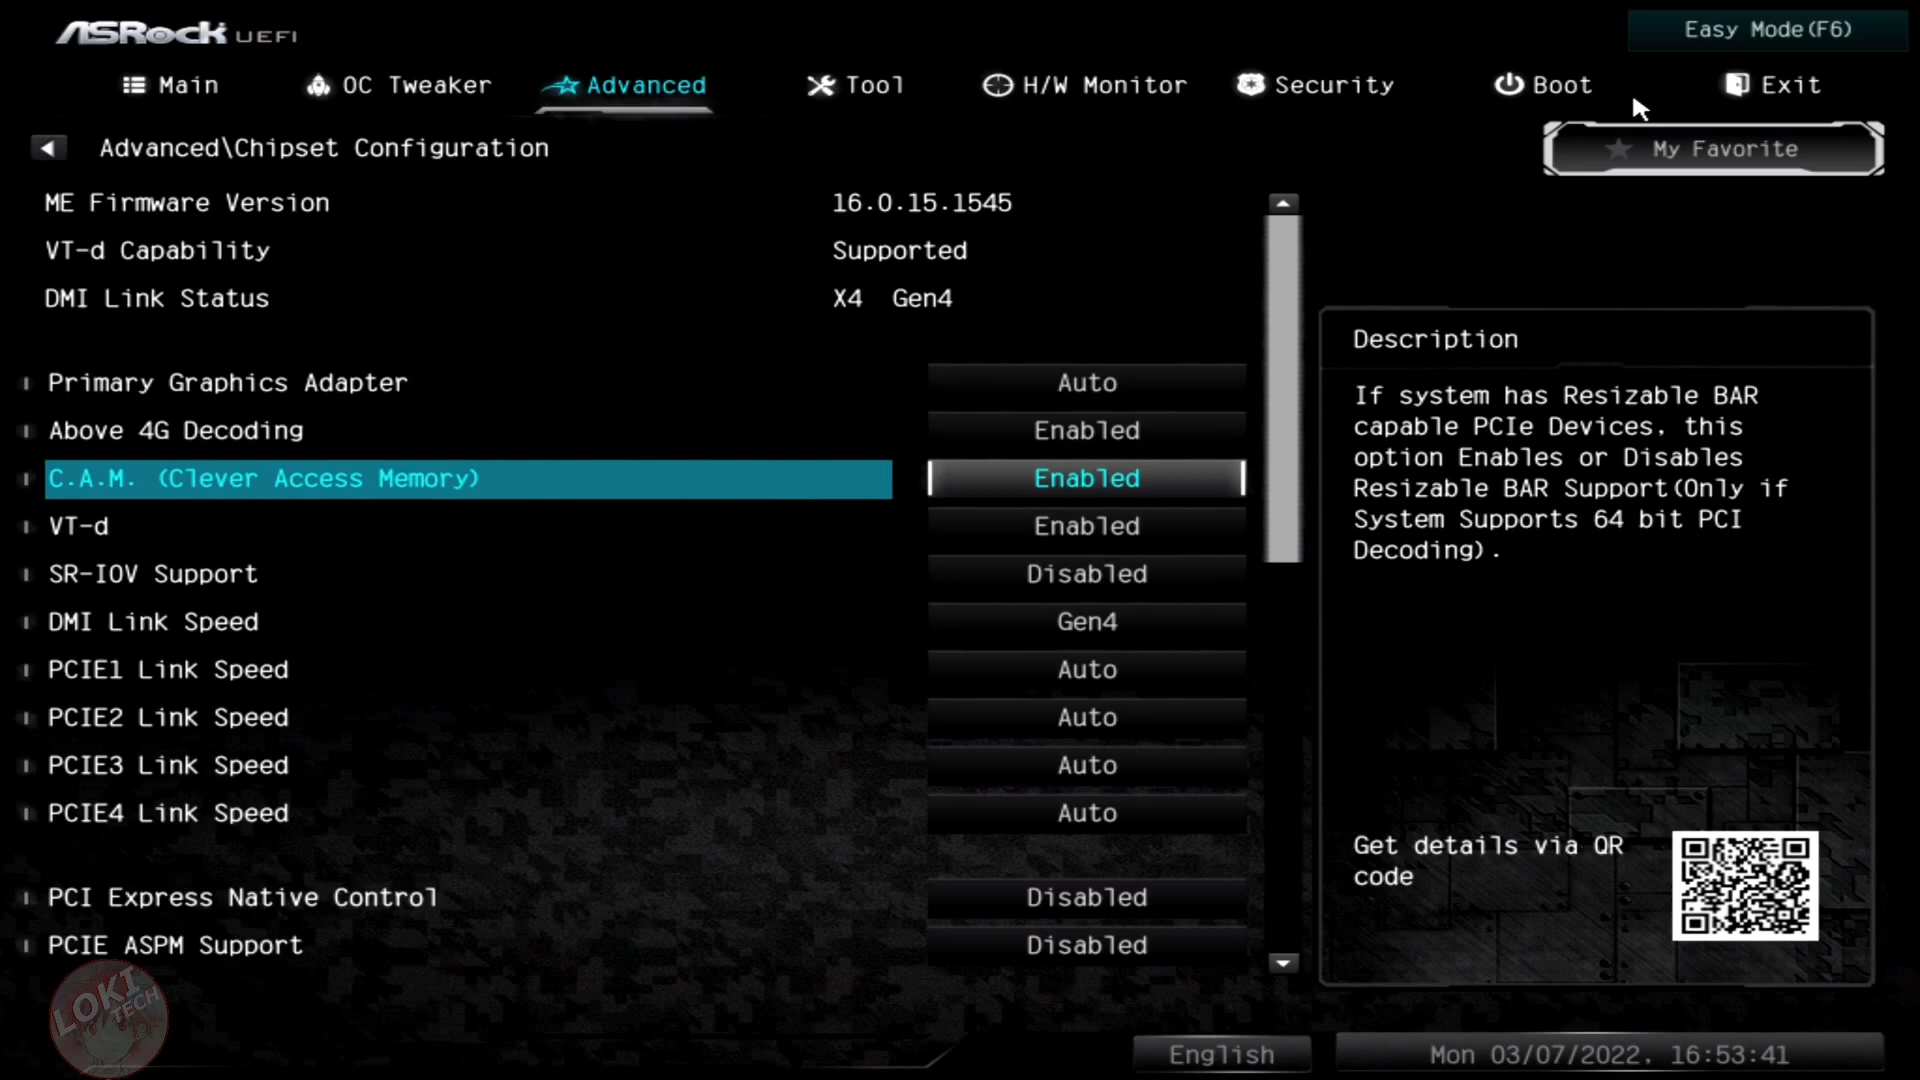 ASRock UEFI
Easy Mode(F6)
Main OC Tweaker Advanced Tool H/W Monitor Security Boot Exit
Advanced\Chipset Configuration
My Favorite
ME Firmware Version 16.0.15.1545
VT-d Capability Supported
DMI Link Status X4 Gen4
Primary Graphics Adapter Auto
Above 4G Decoding Enabled
C.A.M. (Clever Access Memory) Enabled
VT-d Enabled
SR-IOV Support Disabled
DMI Link Speed Gen4
PCIE1 Link Speed Auto
PCIE2 Link Speed Auto
PCIE3 Link Speed Auto
PCIE4 Link Speed Auto
PCI Express Native Control Disabled
PCIE ASPM Support Disabled
Description
If system has Resizable BAR
capable PCIe Devices, this
option Enables or Disables
Resizable BAR Support(Only if
System Supports 64 bit PCI
Decoding).
Get details via QR
code
LOKI
TECH
English
Mon 03/07/2022, 16:53:41